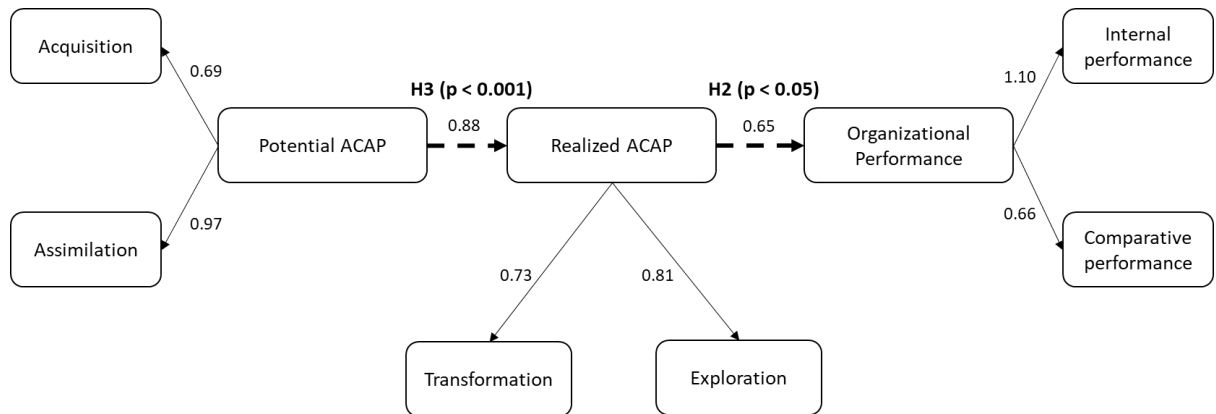 Acquisition
Internal
performance
0.69
1.10
H3 (p < 0.001)
H2 (p < 0.05)
0.88
0.65
Potential ACAP
Realized ACAP
Organizational
Performance
0.97
0.66
Assimilation
Comparative
performance
0.73
0.81
Transformation
Exploration